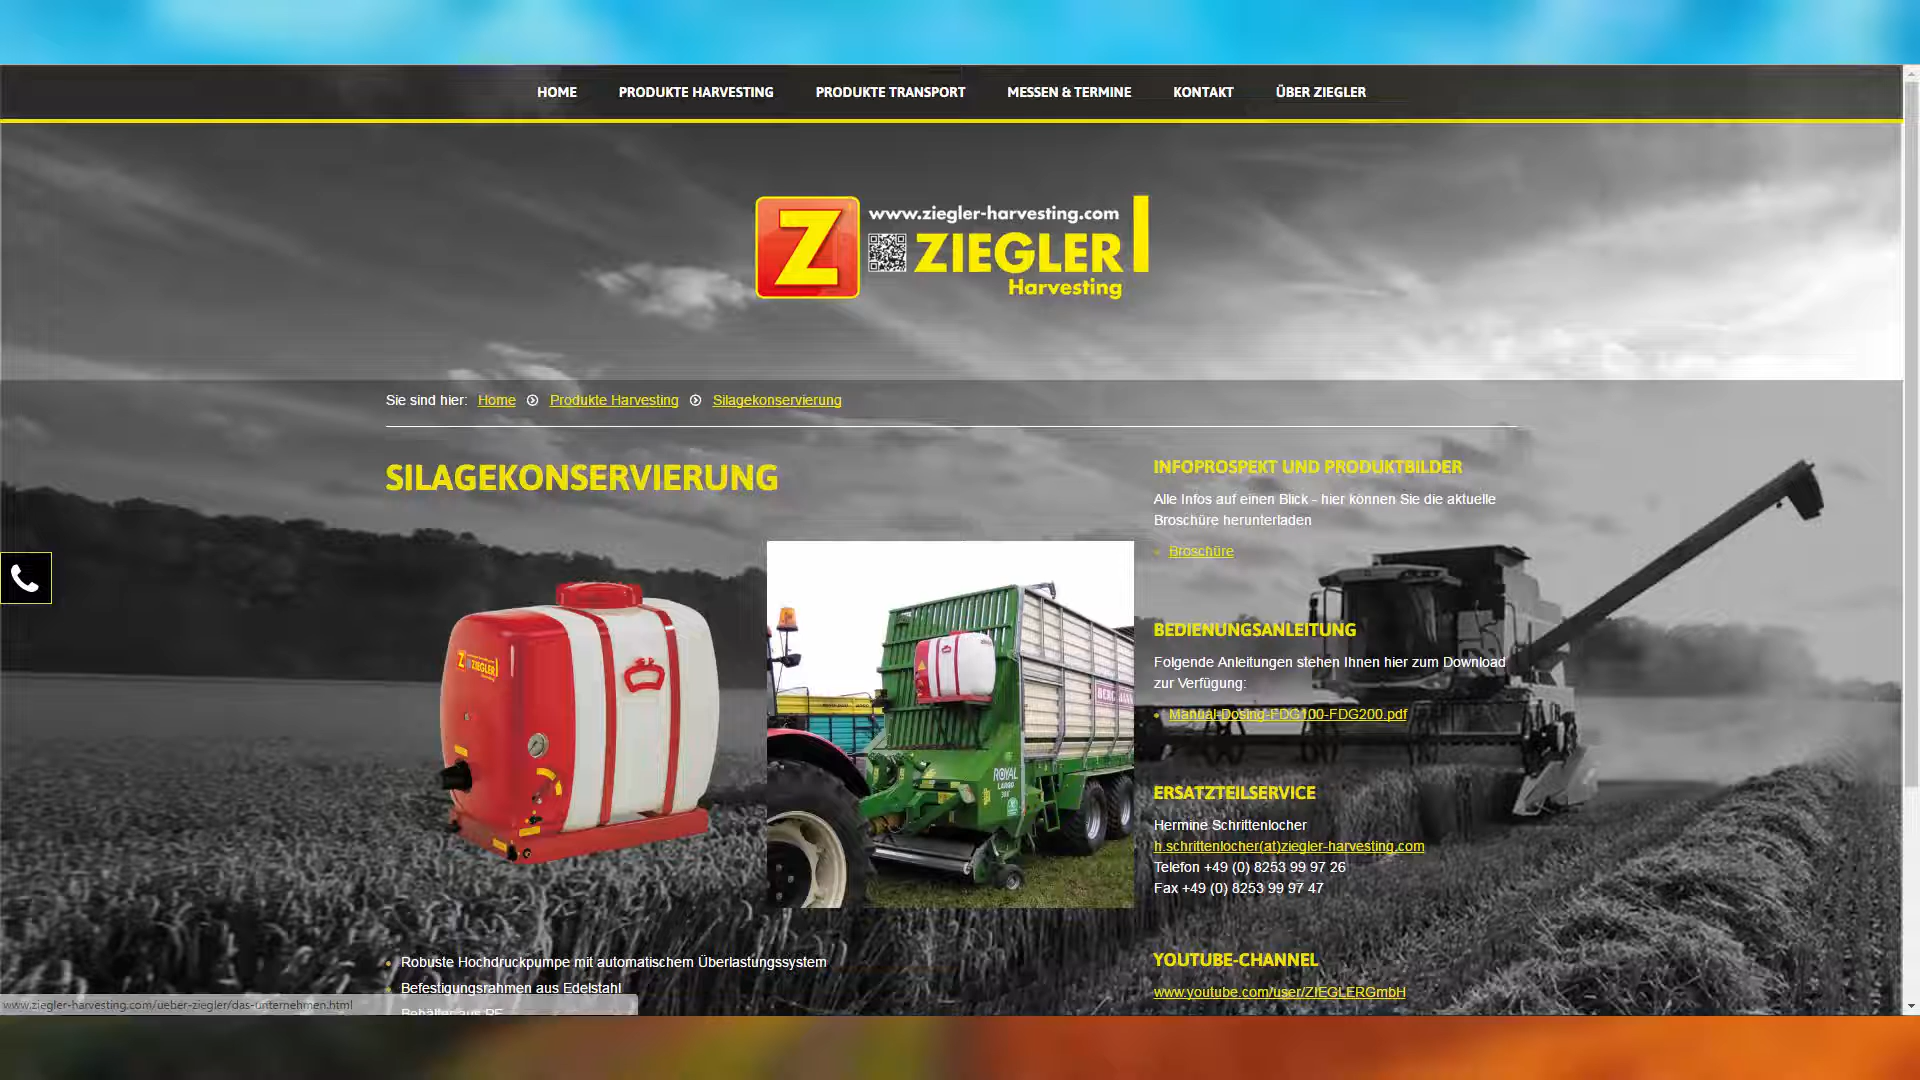 HOME PRODUKTE HARVESTING PRODUKTE TRANSPORT MESSEN & TERMINE KONTAKT ÜBER ZIEGLER
Z
www.ziegler-harvesting.com
ZIEGLER
Harvesting
Sie sind hier: Home Produkte Harvesting Silagekonservierung
SILAGEKONSERVIERUNG
Z ZIEGLER
ROYAL
INFOPROSPEKT UND PRODUKTBILDER
Alle Infos auf einen Blick - hier können Sie die aktuelle
Broschüre herunterladen
Broschüre
BEDIENUNGSANLEITUNG
Folgende Anleitungen stehen Ihnen hier zum Download
zur Verfügung:
Manual-Dosing-FDG100-FDG200.pdf
ERSATZTEILSERVICE
Hermine Schrittenlocher
h.schrittenlocher(at)ziegler-harvesting.com
Telefon +49 (0) 8253 99 97 26
Fax +49 (0) 8253 99 97 47
YOUTUBE-CHANNEL
www.youtube.com/user/ZIEGLERGmbH
Robuste Hochdruckpumpe mit automatischem Überlastungssystem
Befestigungsrahmen aus Edelstahl
Behälter aus PE
www.ziegler-harvesting.com/ueber-ziegler/das-unternehmen.html